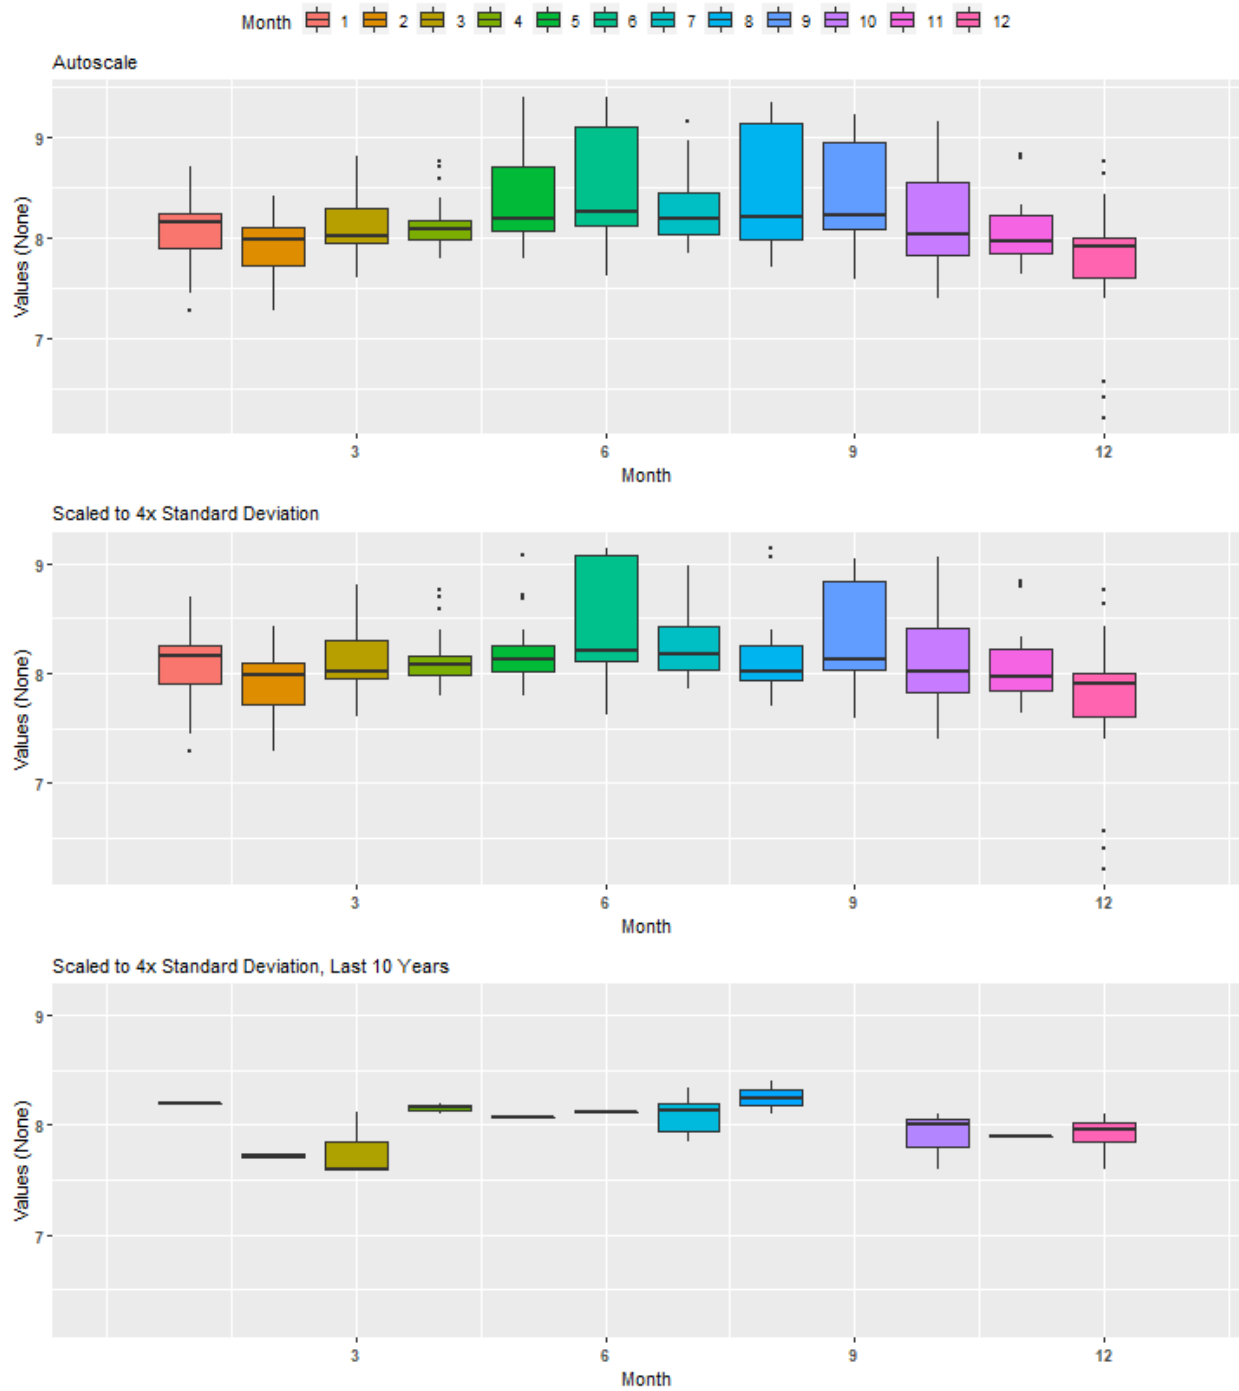 Month 1 2 3 4 5 6 7 8 9 10 11 12
Autoscale
Values (None)
9
8
7
3 6 9 12
Month
Scaled to 4x Standard Deviation
Values (None)
9
8
7
3 6 9 12
Month
Scaled to 4x Standard Deviation, Last 10 Years
Values (None)
9
8
7
3 6 9 12
Month